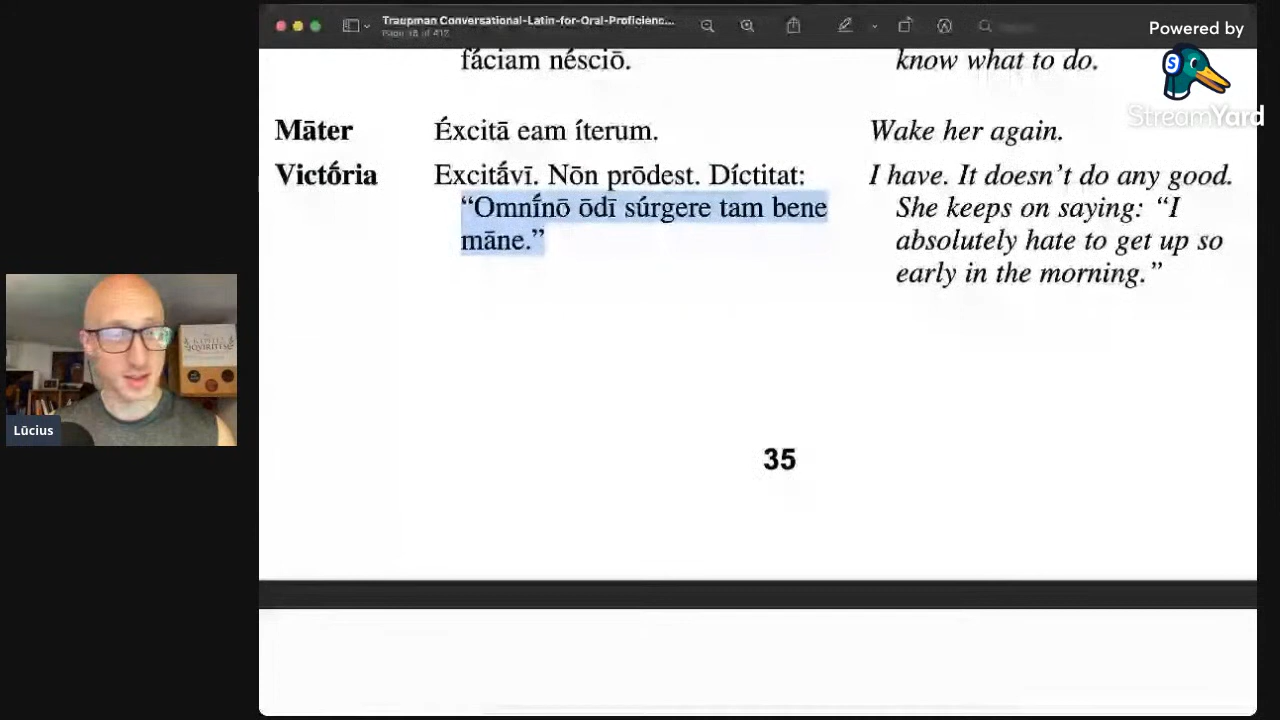 Traupman Conversational-Latin-for-Oral-Proficienc...
Powered by
StreamYard
fáciam nésciō.
know what to do.
Māter
Éxcitā eam íterum.
Wake her again.
Victṓria
Excitā́vī. Nōn prōdest. Díctitat:
“Omnī́nō ōdī súrgere tam bene
māne.”
I have. It doesn’t do any good.
She keeps on saying: “I
absolutely hate to get up so
early in the morning.”
Lūcius
35